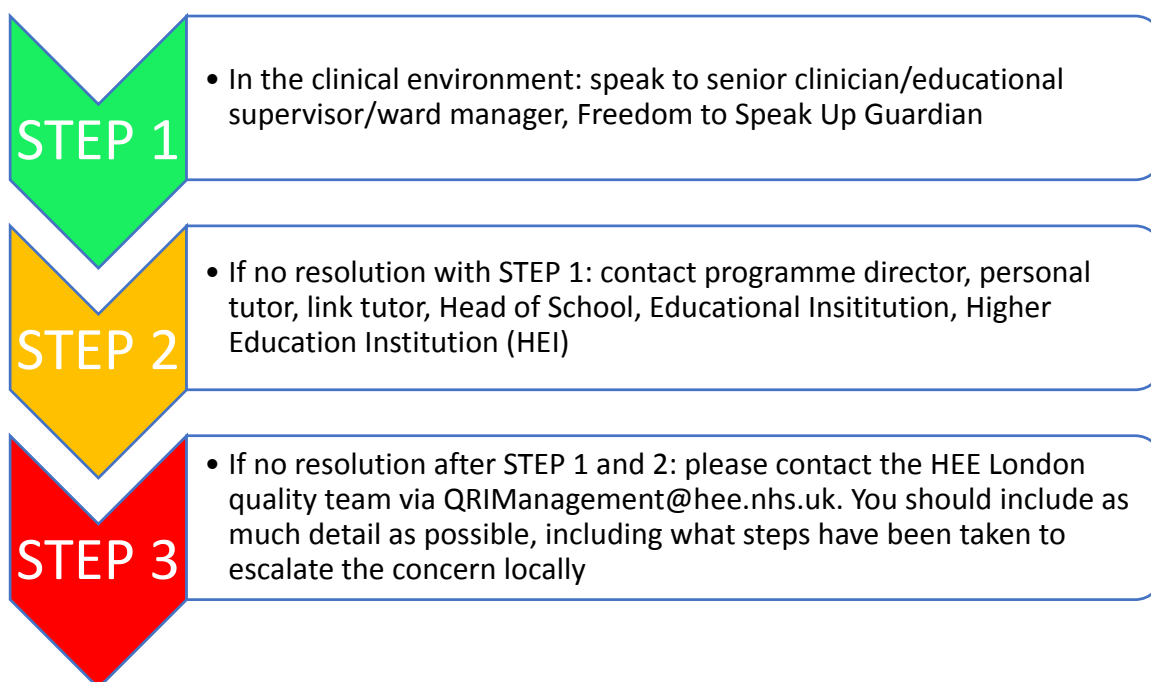 STEP 1
• In the clinical environment: speak to senior clinician/educational
supervisor/ward manager, Freedom to Speak Up Guardian
STEP 2
• If no resolution with STEP 1: contact programme director, personal
tutor, link tutor, Head of School, Educational Insititution, Higher
Education Institution (HEI)
STEP 3
• If no resolution after STEP 1 and 2: please contact the HEE London
quality team via QRIManagement@hee.nhs.uk. You should include as
much detail as possible, including what steps have been taken to
escalate the concern locally